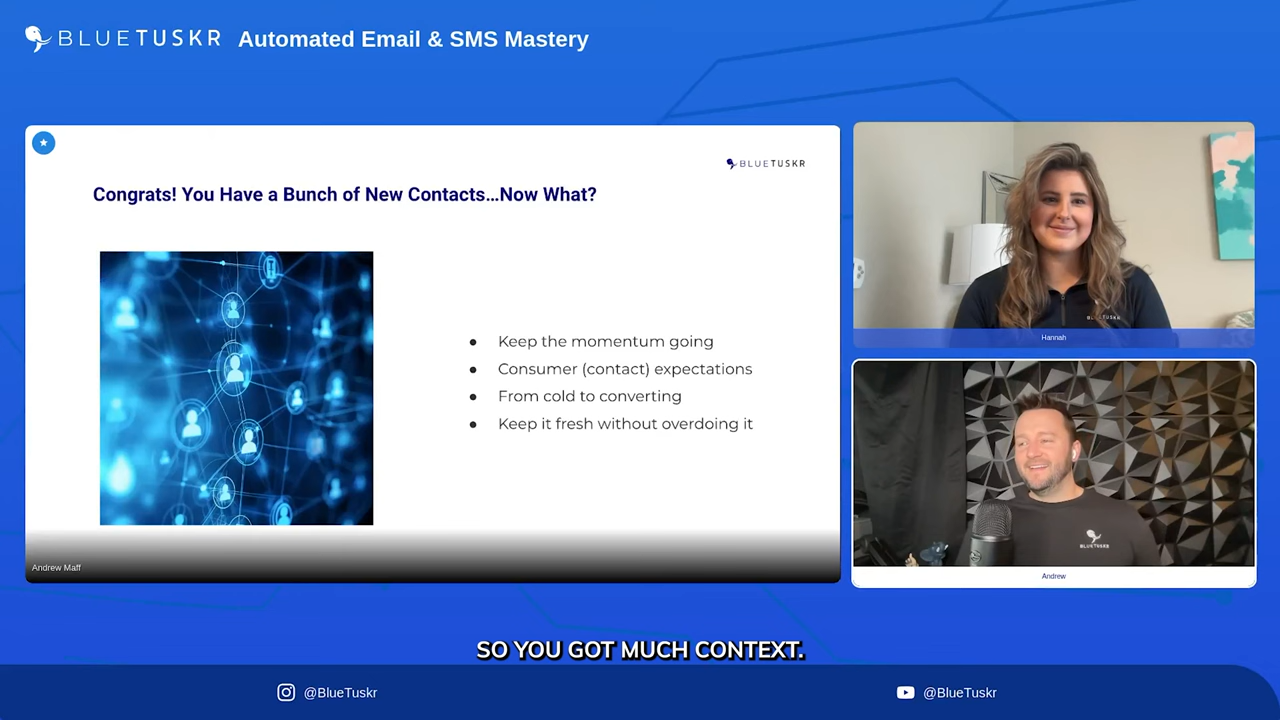 BLUETUSKR Automated Email & SMS Mastery
BLUETUSKR
Congrats! You Have a Bunch of New Contacts...Now What?
● Keep the momentum going
● Consumer (contact) expectations
● From cold to converting
● Keep it fresh without overdoing it
Andrew Maff
BLUETUSKR
Hannah
BLUETUSKR
Andrew
SO YOU GOT MUCH CONTEXT.
@BlueTuskr
@BlueTuskr